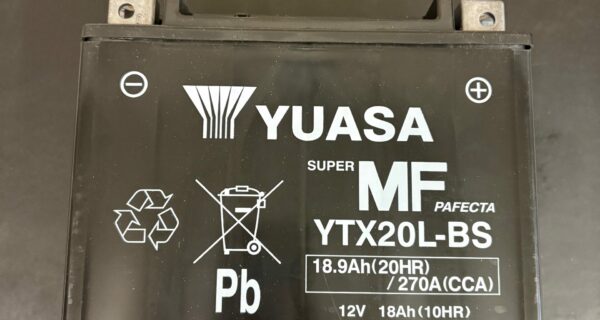 YUASA
SUPER MF PAFECTA
YTX20L-BS
18.9Ah(20HR)
/270A(CCA)
Pb
12V 18Ah(10HR)